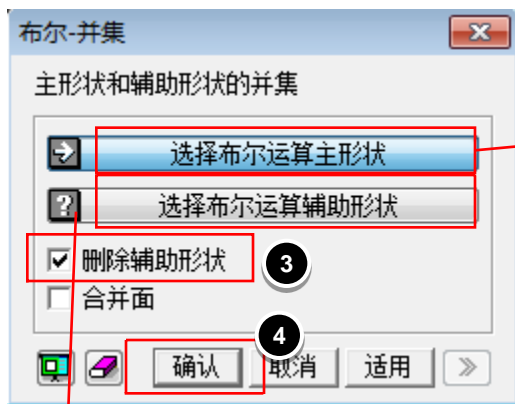 布尔-并集
主形状和辅助形状的并集
选择布尔运算主形状
? 选择布尔运算辅助形状
删除辅助形状 3
合并面
4
确认 取消 适用